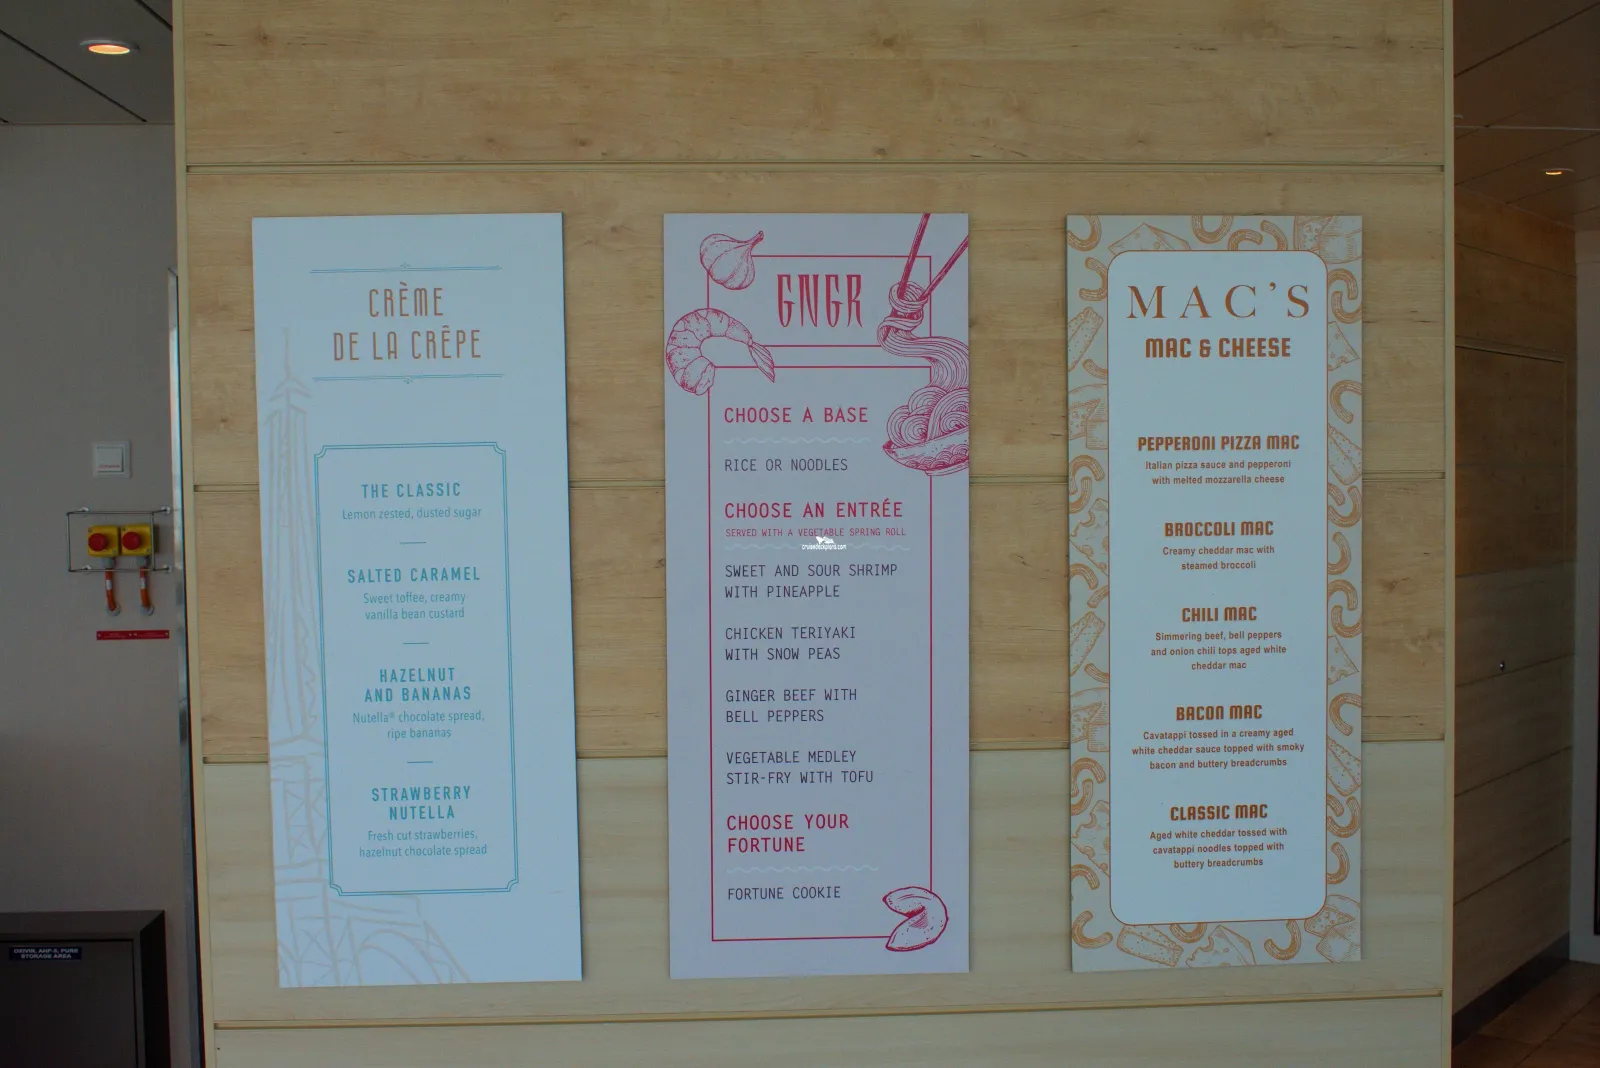 CRÈME
DE LA CRÊPE
THE CLASSIC
Lemon zested, dusted sugar
SALTED CARAMEL
Sweet toffee, creamy
vanilla bean custard
HAZELNUT
AND BANANAS
Nutella® chocolate spread,
ripe bananas
STRAWBERRY
NUTELLA
Fresh cut strawberries,
hazelnut chocolate spread
GNGR
CHOOSE A BASE
RICE OR NOODLES
CHOOSE AN ENTRÉE
SERVED WITH A VEGETABLE SPRING ROLL
cruisedeckplans.com
SWEET AND SOUR SHRIMP
WITH PINEAPPLE
CHICKEN TERIYAKI
WITH SNOW PEAS
GINGER BEEF WITH
BELL PEPPERS
VEGETABLE MEDLEY
STIR-FRY WITH TOFU
CHOOSE YOUR
FORTUNE
FORTUNE COOKIE
MAC'S
MAC & CHEESE
PEPPERONI PIZZA MAC
Italian pizza sauce and pepperoni
with melted mozzarella cheese
BROCCOLI MAC
Creamy cheddar mac with
steamed broccoli
CHILI MAC
Simmering beef, bell peppers
and onion chili tops aged white
cheddar mac
BACON MAC
Cavatappi tossed in a creamy aged
white cheddar sauce topped with smoky
bacon and buttery breadcrumbs
CLASSIC MAC
Aged white cheddar tossed with
cavatappi noodles topped with
buttery breadcrumbs
STORAGE AREA